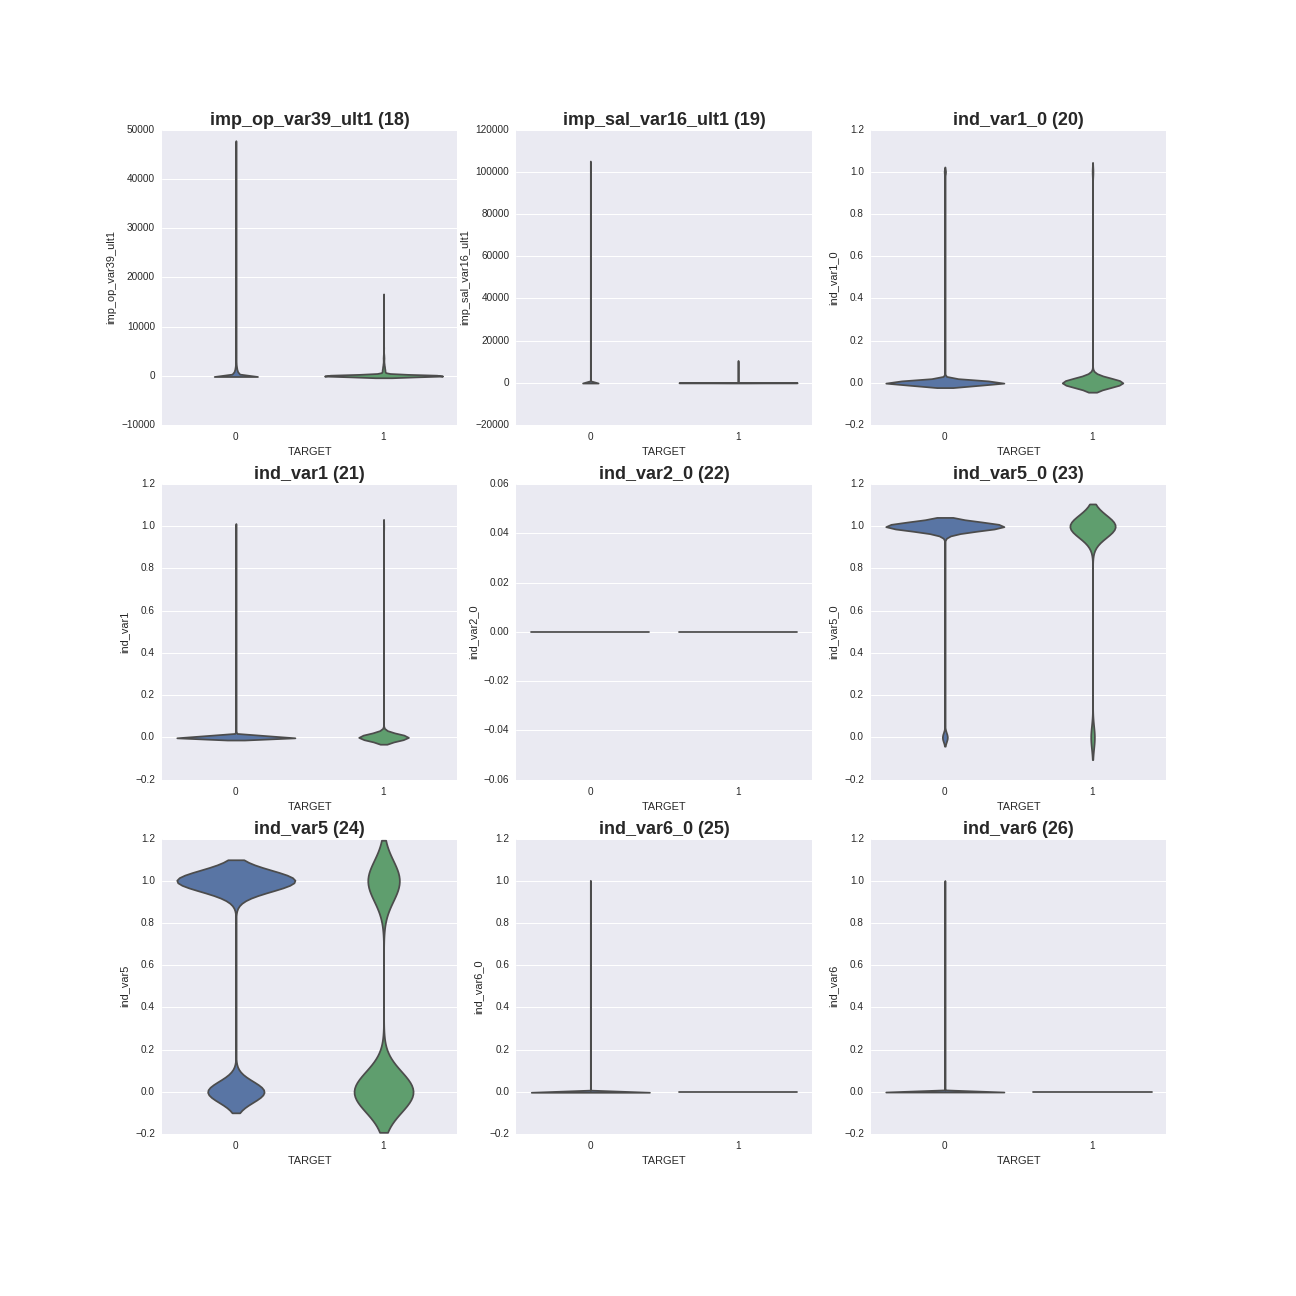 imp_op_var39_ult1 (18)
50000
40000
30000
20000
10000
0
−10000
imp_op_var39_ult1
0 1
TARGET
imp_sal_var16_ult1 (19)
120000
100000
80000
60000
40000
20000
0
−20000
imp_sal_var16_ult1
0 1
TARGET
ind_var1_0 (20)
1.2
1.0
0.8
0.6
0.4
0.2
0.0
−0.2
ind_var1_0
0 1
TARGET
ind_var1 (21)
1.2
1.0
0.8
0.6
0.4
0.2
0.0
−0.2
ind_var1
0 1
TARGET
ind_var2_0 (22)
0.06
0.04
0.02
0.00
−0.02
−0.04
−0.06
ind_var2_0
0 1
TARGET
ind_var5_0 (23)
1.2
1.0
0.8
0.6
0.4
0.2
0.0
−0.2
ind_var5_0
0 1
TARGET
ind_var5 (24)
1.2
1.0
0.8
0.6
0.4
0.2
0.0
−0.2
ind_var5
0 1
TARGET
ind_var6_0 (25)
1.2
1.0
0.8
0.6
0.4
0.2
0.0
−0.2
ind_var6_0
0 1
TARGET
ind_var6 (26)
1.2
1.0
0.8
0.6
0.4
0.2
0.0
−0.2
ind_var6
0 1
TARGET